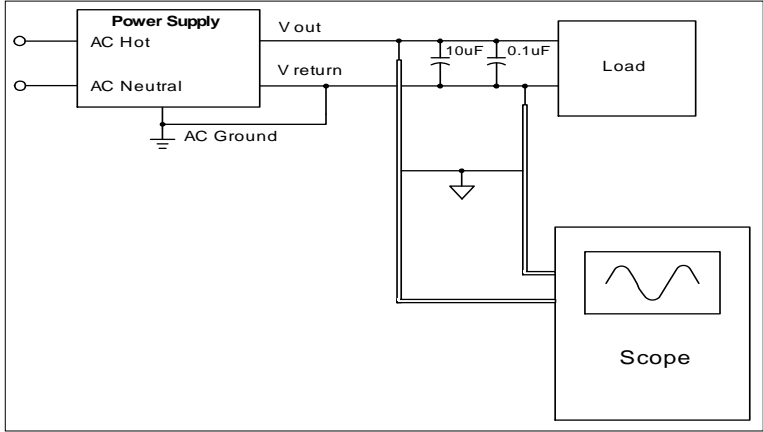 Power Supply
AC Hot
AC Neutral
V out
V return
AC Ground
10uF
0.1uF
Load
Scope